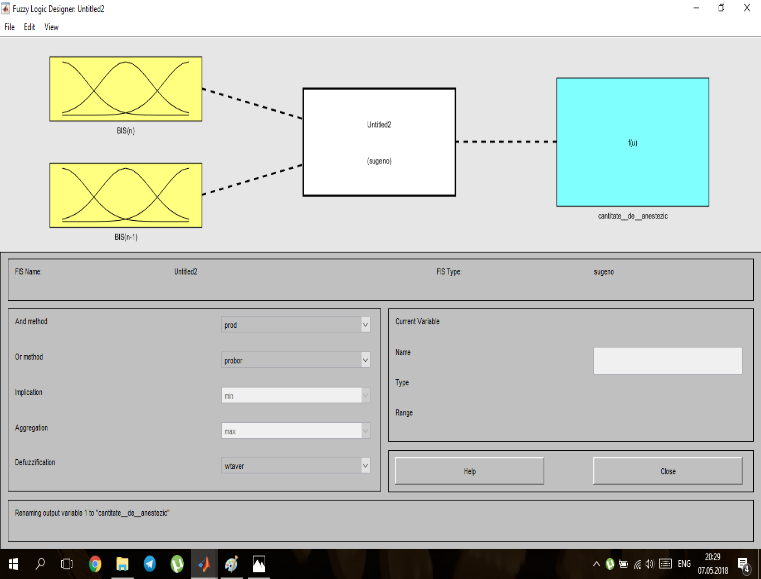 Fuzzy Logic Designer: Untitled2
File Edit View
BIS(n)
BIS(n-1)
Untitled2
(sugeno)
f(u)
cantitate__de__anestezic
FIS Name: Untitled2 FIS Type: sugeno
And method prod
Or method probor
Implication min
Aggregation max
Defuzzification wtaver
Current Variable
Name
Type
Range
Help Close
Renaming output variable 1 to "cantitate__de__anestezic"
ENG
20:29
07.05.2018
4